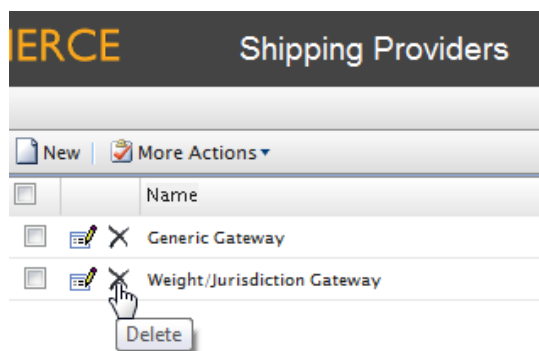 IERCE Shipping Providers
New More Actions
Name
Generic Gateway
Weight/Jurisdiction Gateway
Delete